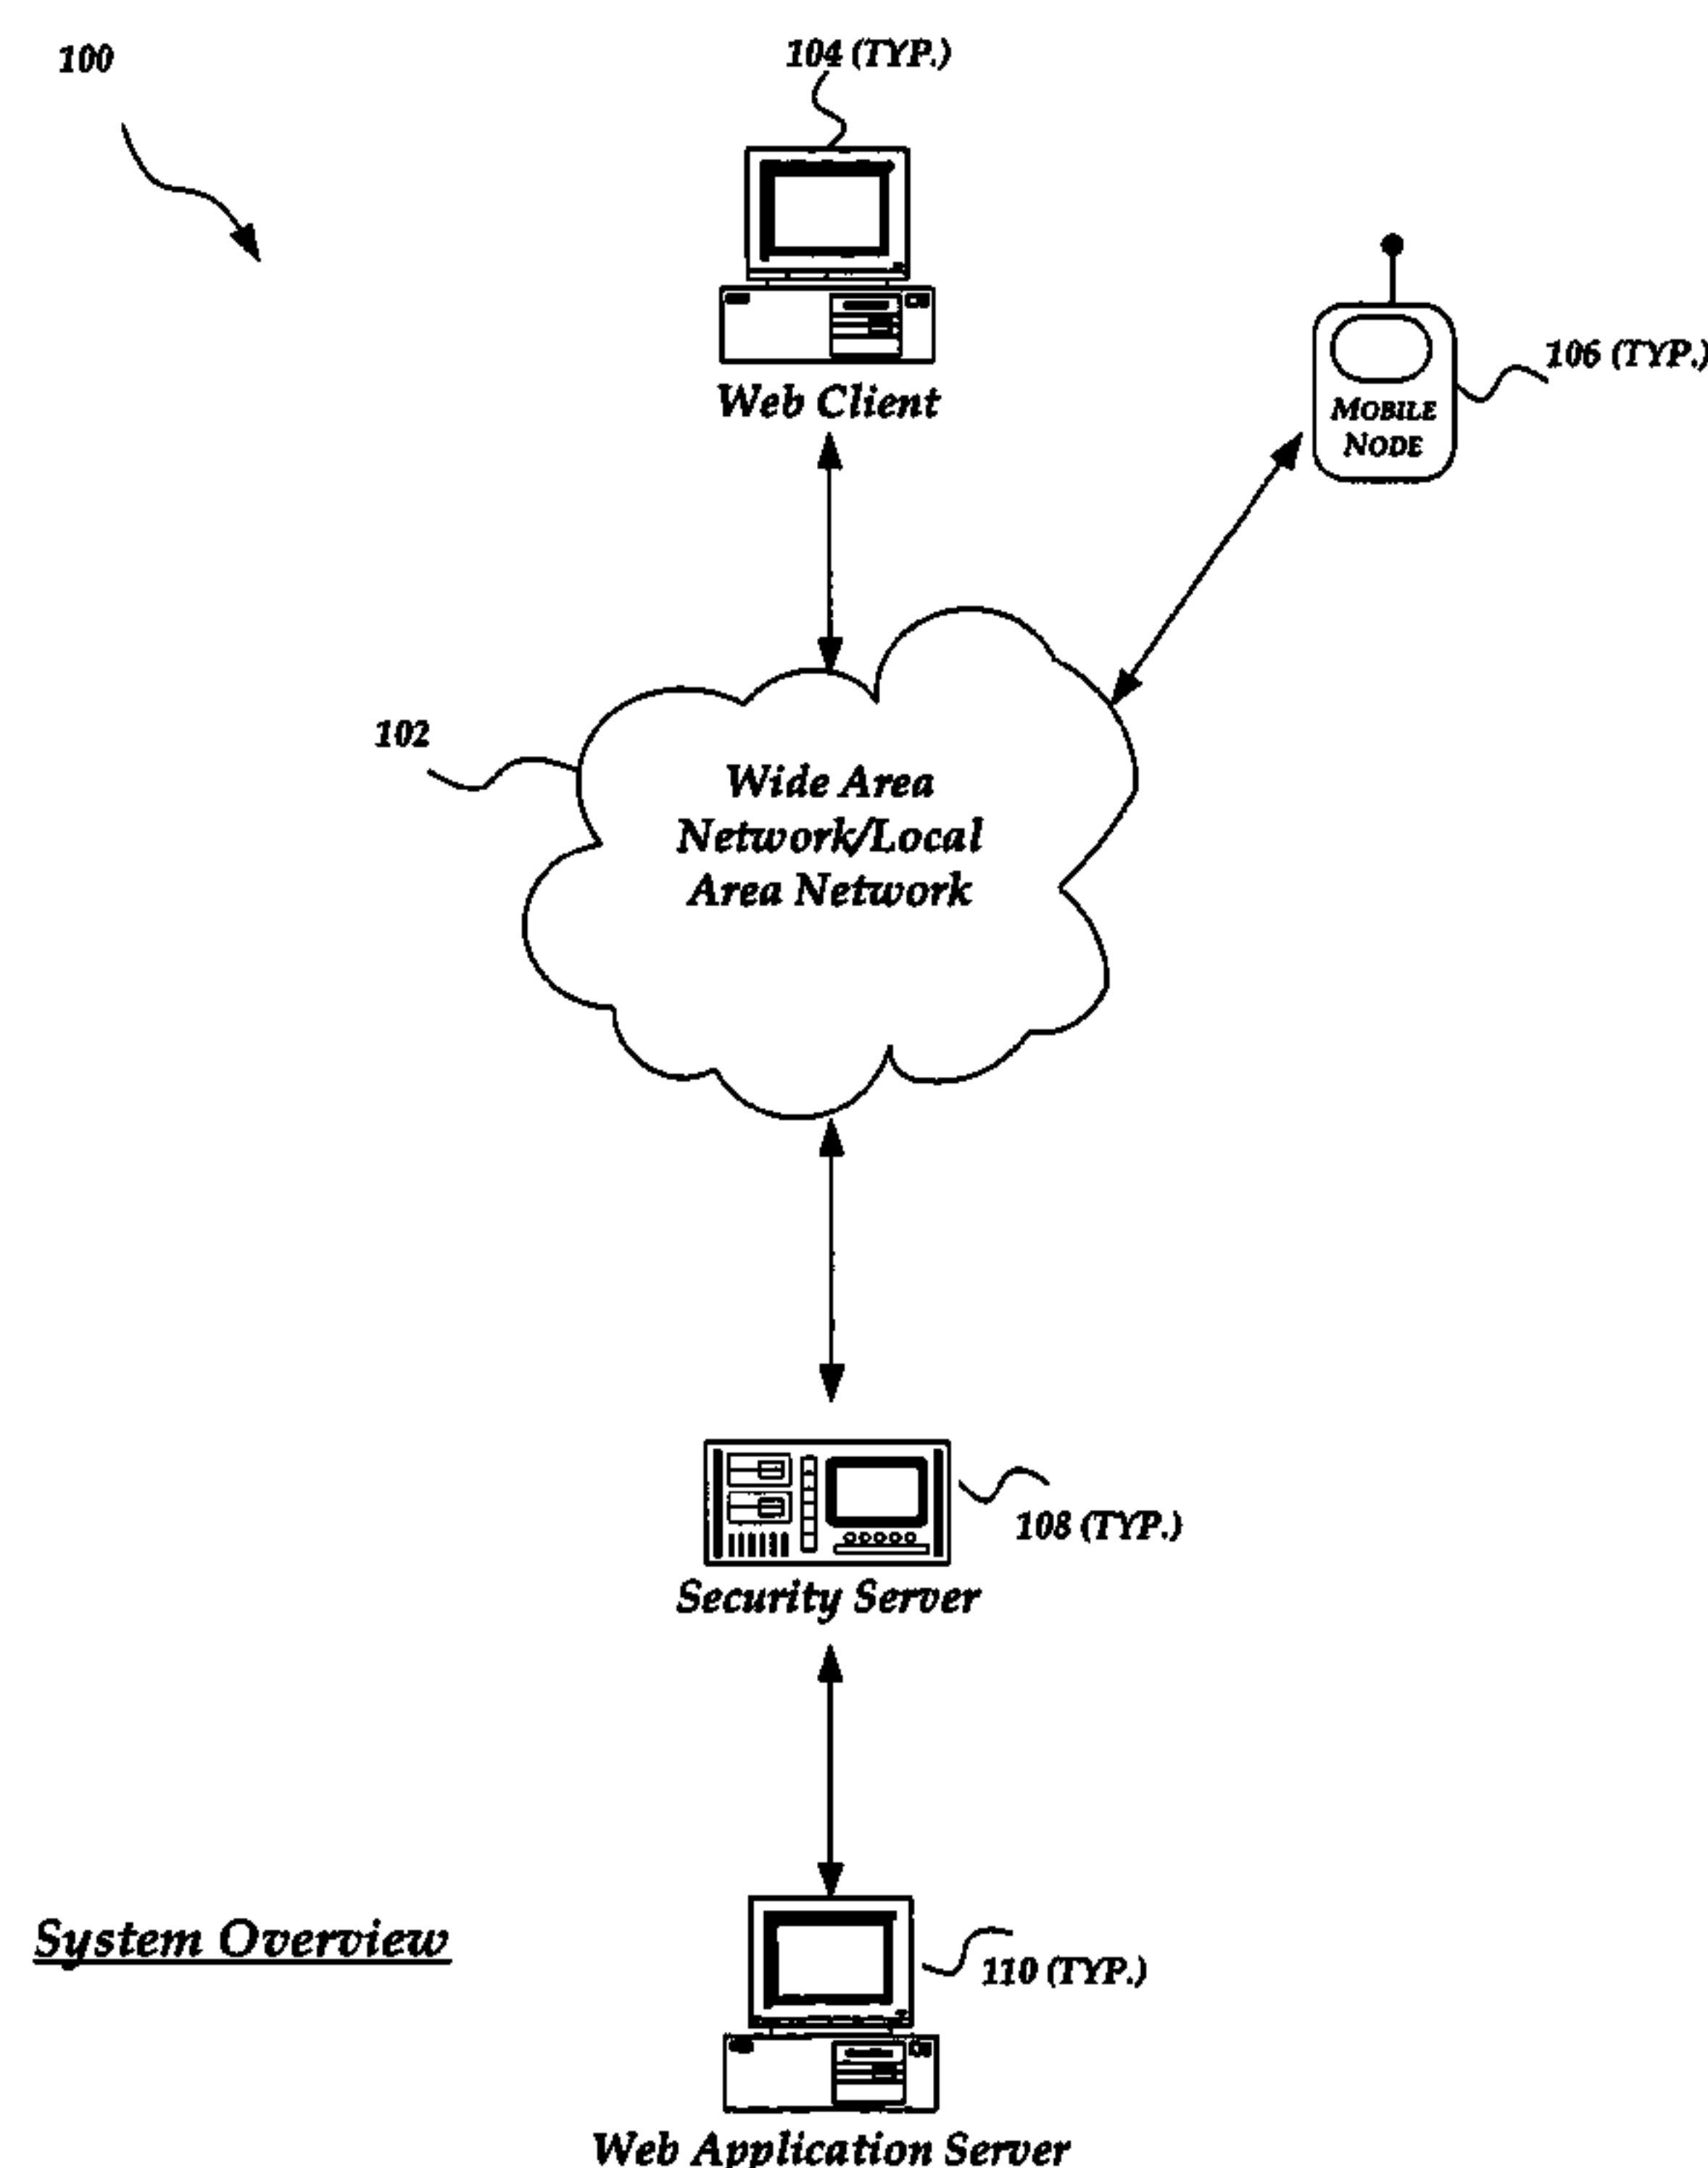 100
104 (TYP.)
Web Client
106 (TYP.)
MOBILE
NODE
102
Wide Area
Network/Local
Area Network
108 (TYP.)
Security Server
System Overview
110 (TYP.)
Web Application Server